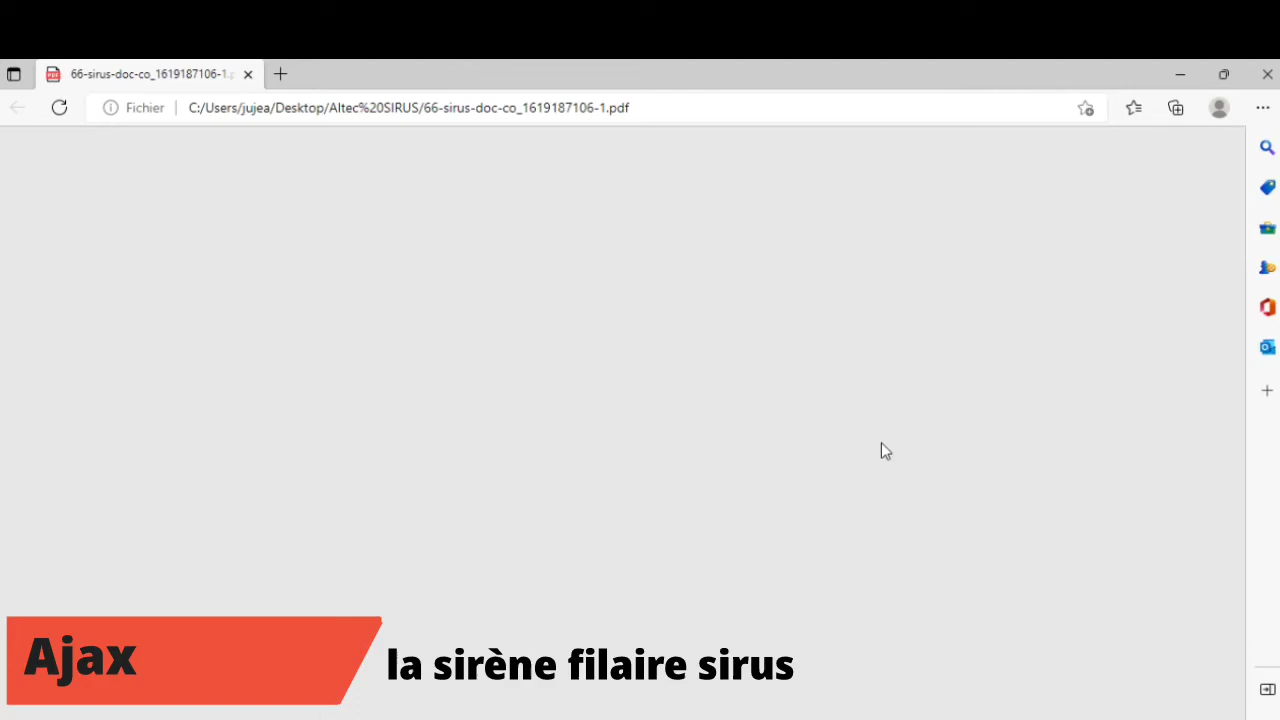 66-sirus-doc-co_1619187106-1.p
Fichier
C:/Users/jujea/Desktop/Altec%20SIRUS/66-sirus-doc-co_1619187106-1.pdf
Ajax
la sirène filaire sirus